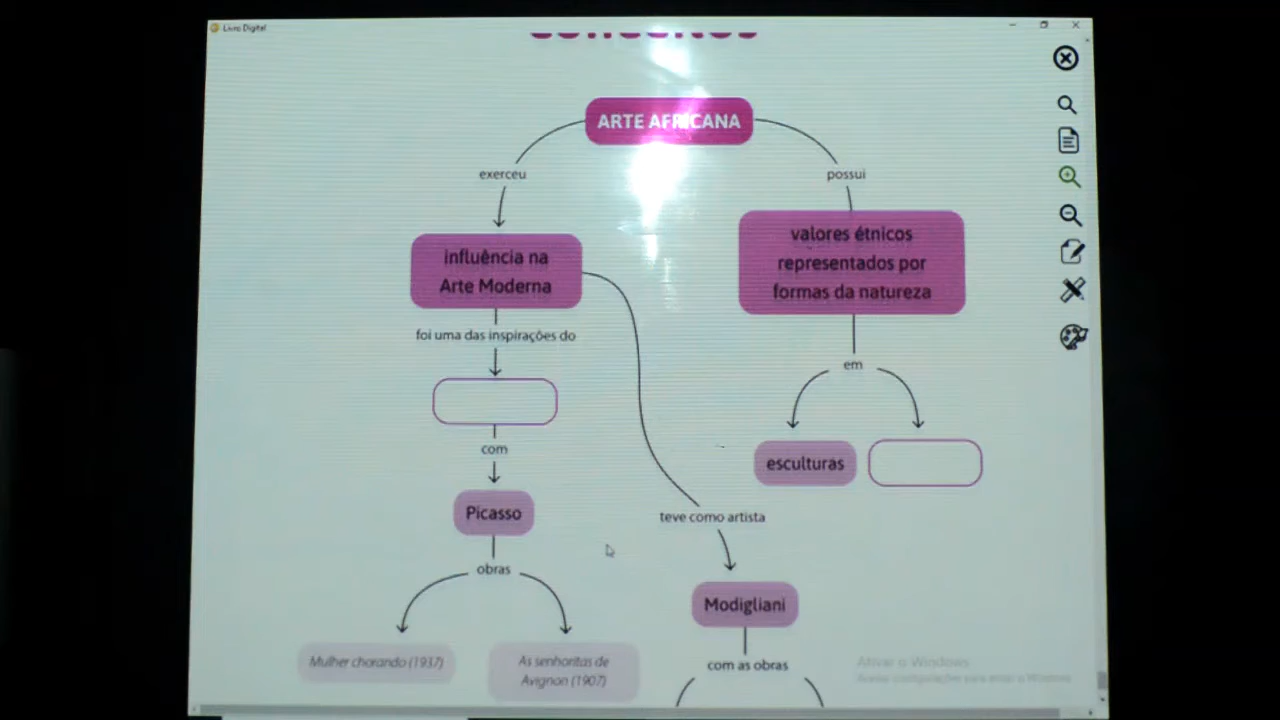 Livro Digital
ARTE AFRICANA
exerceu
possui
influência na
Arte Moderna
valores étnicos
representados por
formas da natureza
foi uma das inspirações do
em
com
esculturas
Picasso
teve como artista
obras
Modigliani
Mulher chorando (1937)
As senhoritas de
Avignon (1907)
com as obras
Ativar o Windows